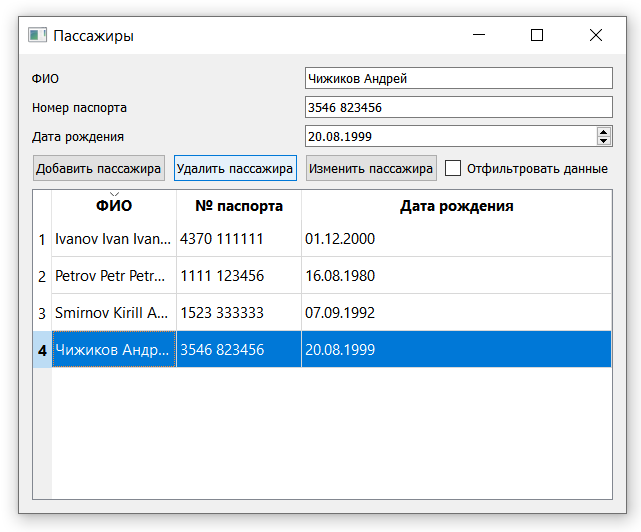 Пассажиры
ФИО Чижиков Андрей
Номер паспорта 3546 823456
Дата рождения 20.08.1999
Добавить пассажира Удалить пассажира Изменить пассажира Отфильтровать данные
ФИО № паспорта Дата рождения
1 Ivanov Ivan Ivan... 4370 111111 01.12.2000
2 Petrov Petr Petr... 1111 123456 16.08.1980
3 Smirnov Kirill A... 1523 333333 07.09.1992
4 Чижиков Андр... 3546 823456 20.08.1999